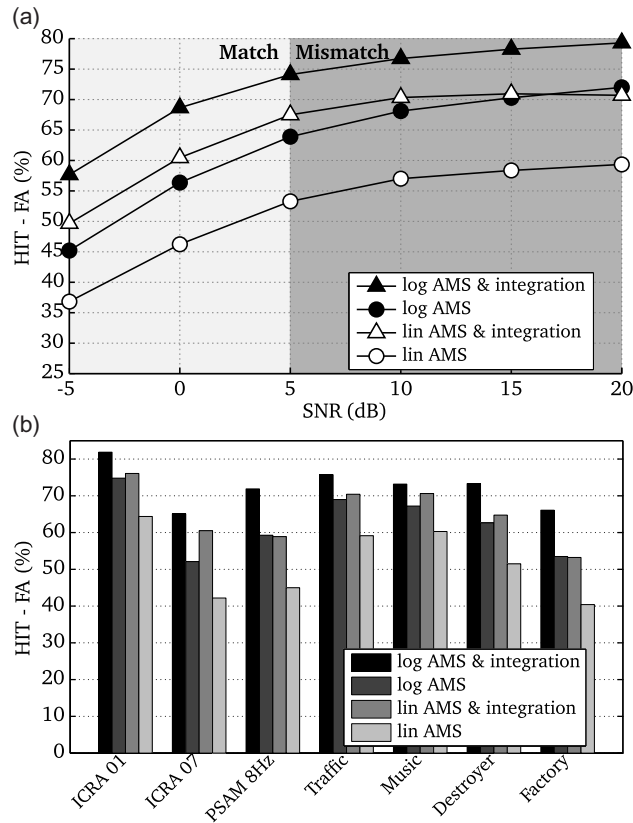 (a)
80
75
70
65
60
55
50
45
40
35
30
25
HIT - FA (%)
Match Mismatch
log AMS & integration
log AMS
lin AMS & integration
lin AMS
-5 0 5 10 15 20
SNR (dB)
(b)
80
70
60
50
40
30
20
10
0
HIT - FA (%)
log AMS & integration
log AMS
lin AMS & integration
lin AMS
ICRA 01
ICRA 07
PSAM 8Hz
Traffic
Music
Destroyer
Factory